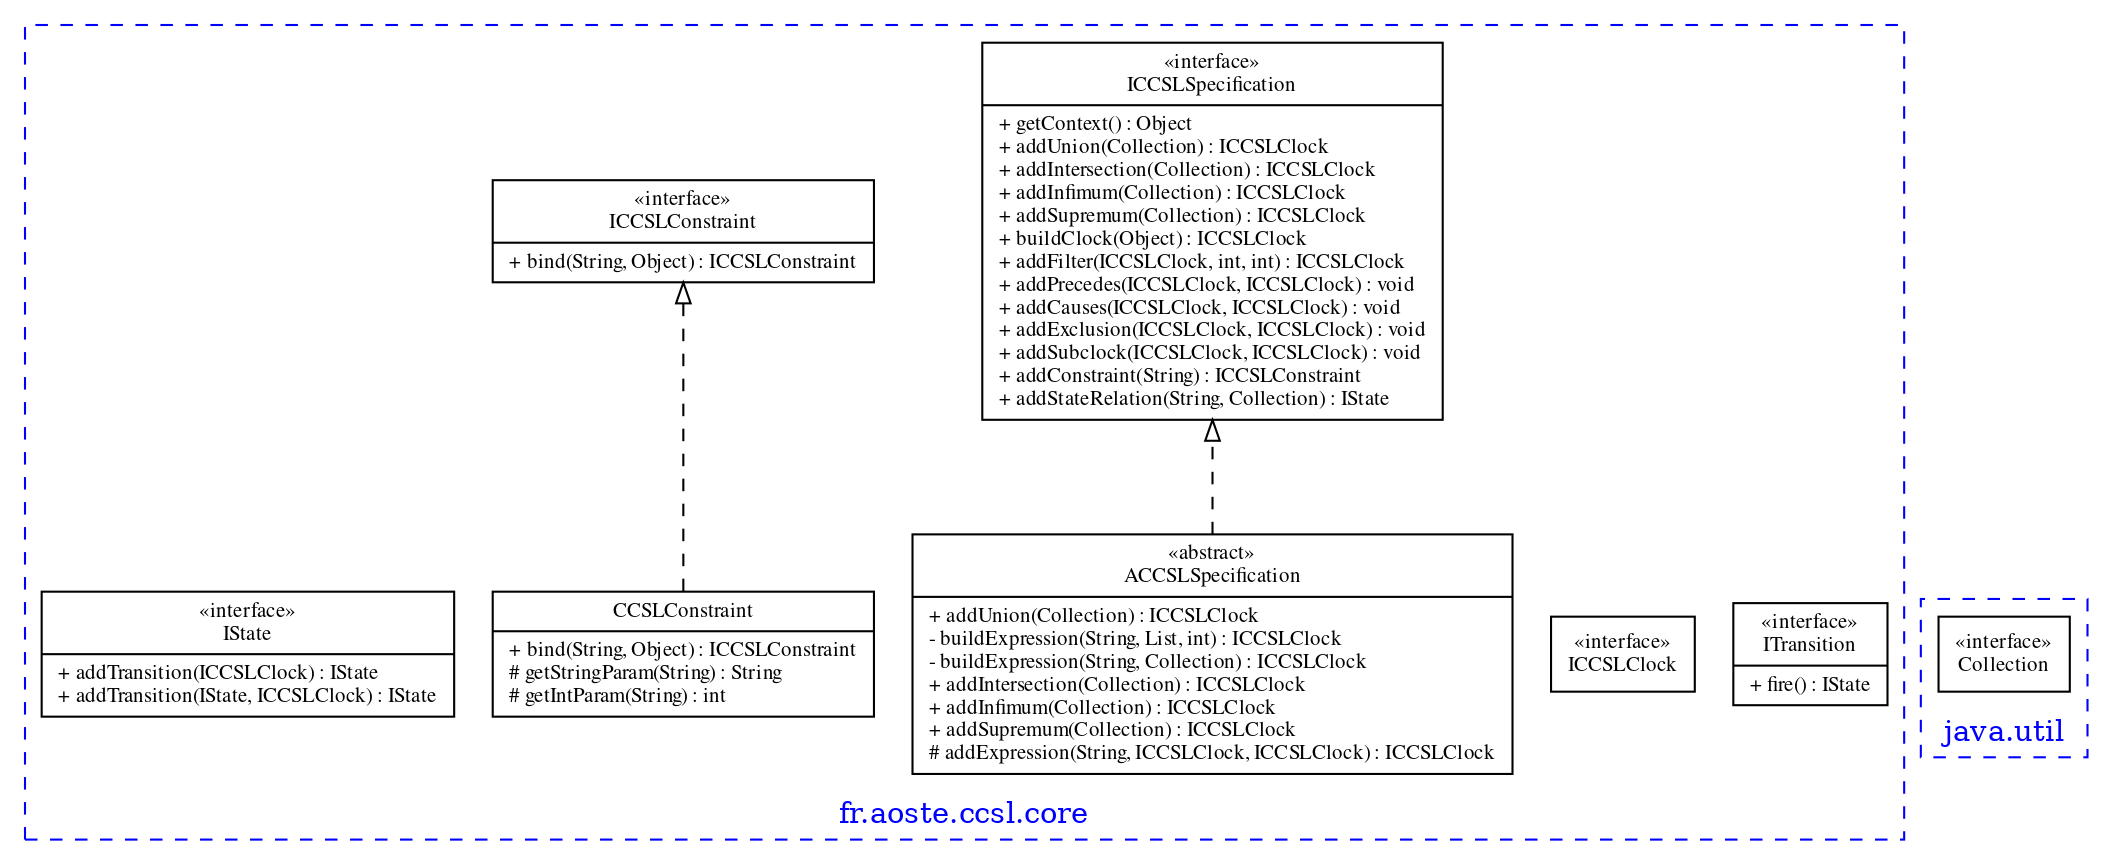 «interface»
ICCSLSpecification
+ getContext() : Object
+ addUnion(Collection) : ICCSLClock
+ addIntersection(Collection) : ICCSLClock
+ addInfimum(Collection) : ICCSLClock
+ addSupremum(Collection) : ICCSLClock
+ buildClock(Object) : ICCSLClock
+ addFilter(ICCSLClock, int, int) : ICCSLClock
+ addPrecedes(ICCSLClock, ICCSLClock) : void
+ addCauses(ICCSLClock, ICCSLClock) : void
+ addExclusion(ICCSLClock, ICCSLClock) : void
+ addSubclock(ICCSLClock, ICCSLClock) : void
+ addConstraint(String) : ICCSLConstraint
+ addStateRelation(String, Collection) : IState
«interface»
ICCSLConstraint
+ bind(String, Object) : ICCSLConstraint
«interface»
IState
+ addTransition(ICCSLClock) : IState
+ addTransition(IState, ICCSLClock) : IState
CCSLConstraint
+ bind(String, Object) : ICCSLConstraint
# getStringParam(String) : String
# getIntParam(String) : int
«abstract»
ACCSLSpecification
+ addUnion(Collection) : ICCSLClock
- buildExpression(String, List, int) : ICCSLClock
- buildExpression(String, Collection) : ICCSLClock
+ addIntersection(Collection) : ICCSLClock
+ addInfimum(Collection) : ICCSLClock
+ addSupremum(Collection) : ICCSLClock
# addExpression(String, ICCSLClock, ICCSLClock) : ICCSLClock
«interface»
ICCSLClock
«interface»
ITransition
+ fire() : IState
«interface»
Collection
java.util
fr.aoste.ccsl.core